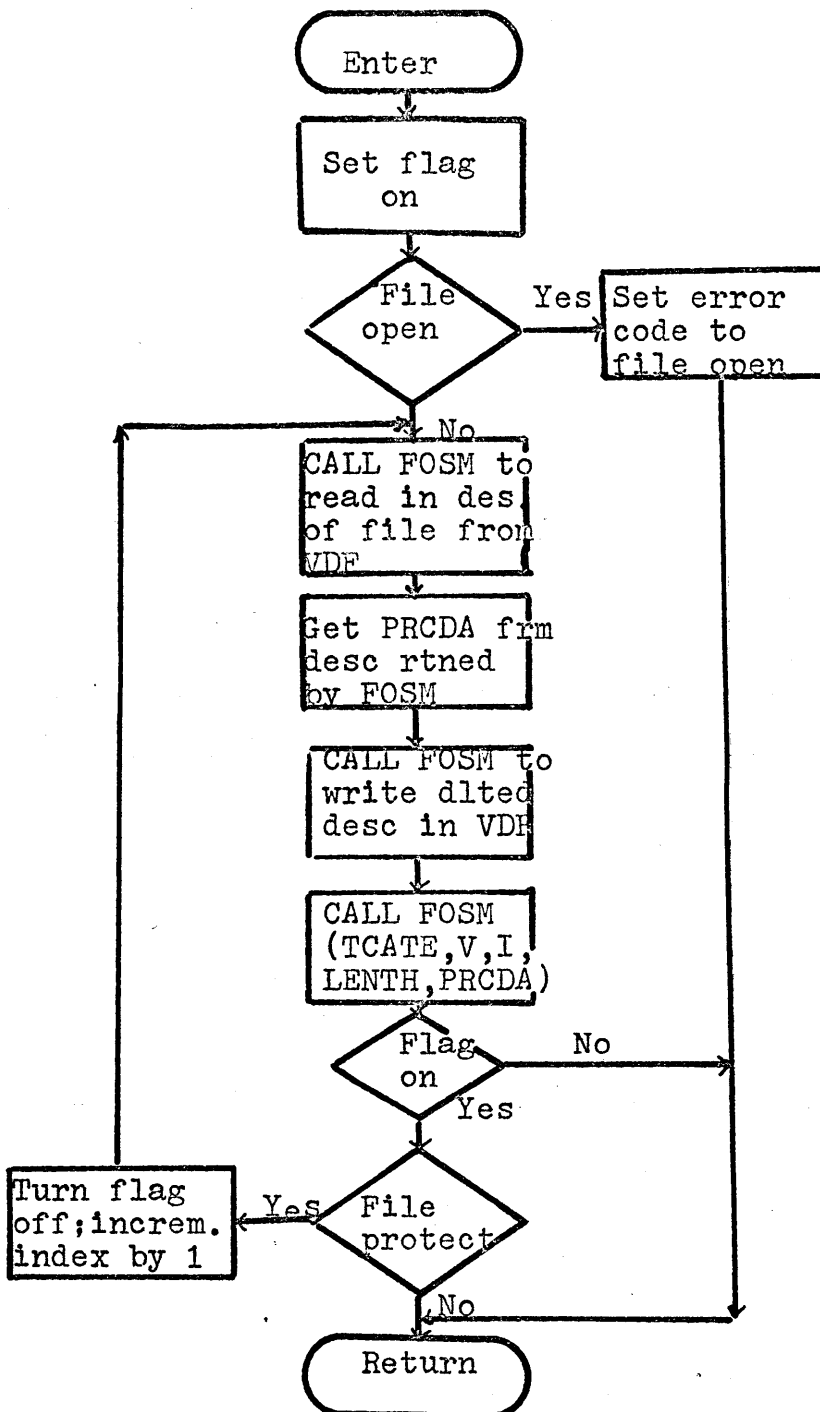 Enter
Set flag
on
File
open
Yes
Set error
code to
file open
No
CALL FOSM to
read in des.
of file from
VDF
Get PRCDA frm
desc rtned
by FOSM
CALL FOSM to
write dlted
desc in VDF
CALL FOSM
(TCATE,V,I,
LENTH,PRCDA)
Flag
on
No
Yes
File
protect
Yes
Turn flag
off;increm.
index by 1
No
Return